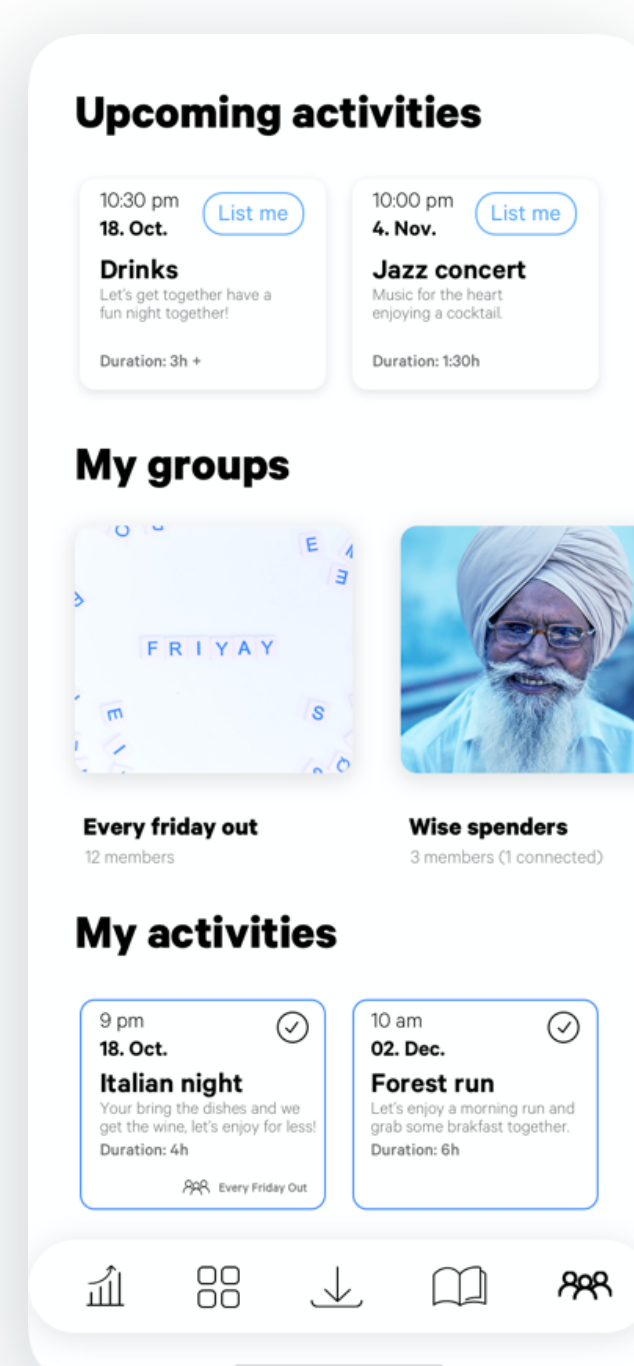 Upcoming activities
10:30 pm
List me
18. Oct.
Drinks
Let's get together have a
fun night together!
Duration: 3h +
10:00 pm
List me
4. Nov.
Jazz concert
Music for the heart
enjoying a cocktail.
Duration: 1:30h
My groups
E
E
FRIYAY
E
S
I
Every friday out
12 members
Wise spenders
3 members (1 connected)
My activities
9 pm
18. Oct.
Italian night
Your bring the dishes and we
get the wine, let's enjoy for less!
Duration: 4h
Every Friday Out
10 am
02. Dec.
Forest run
Let's enjoy a morning run and
grab some brakfast together.
Duration: 6h